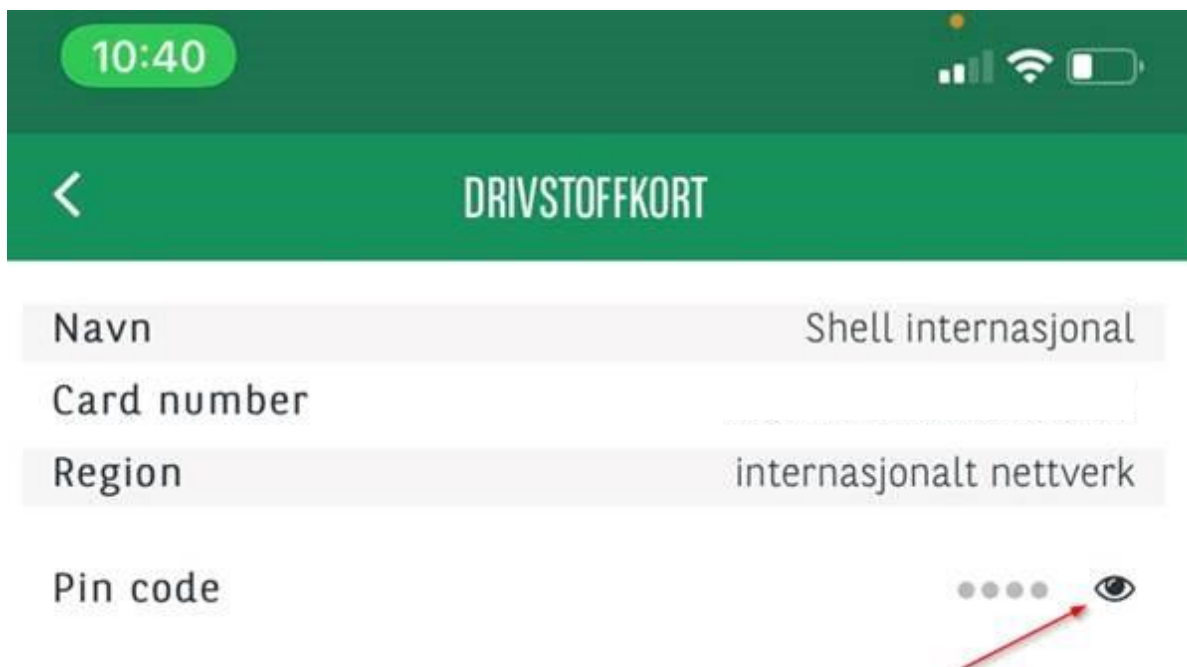 10:40
DRIVSTOFFKORT
Navn Shell internasjonal
Card number
Region internasjonalt nettverk
Pin code